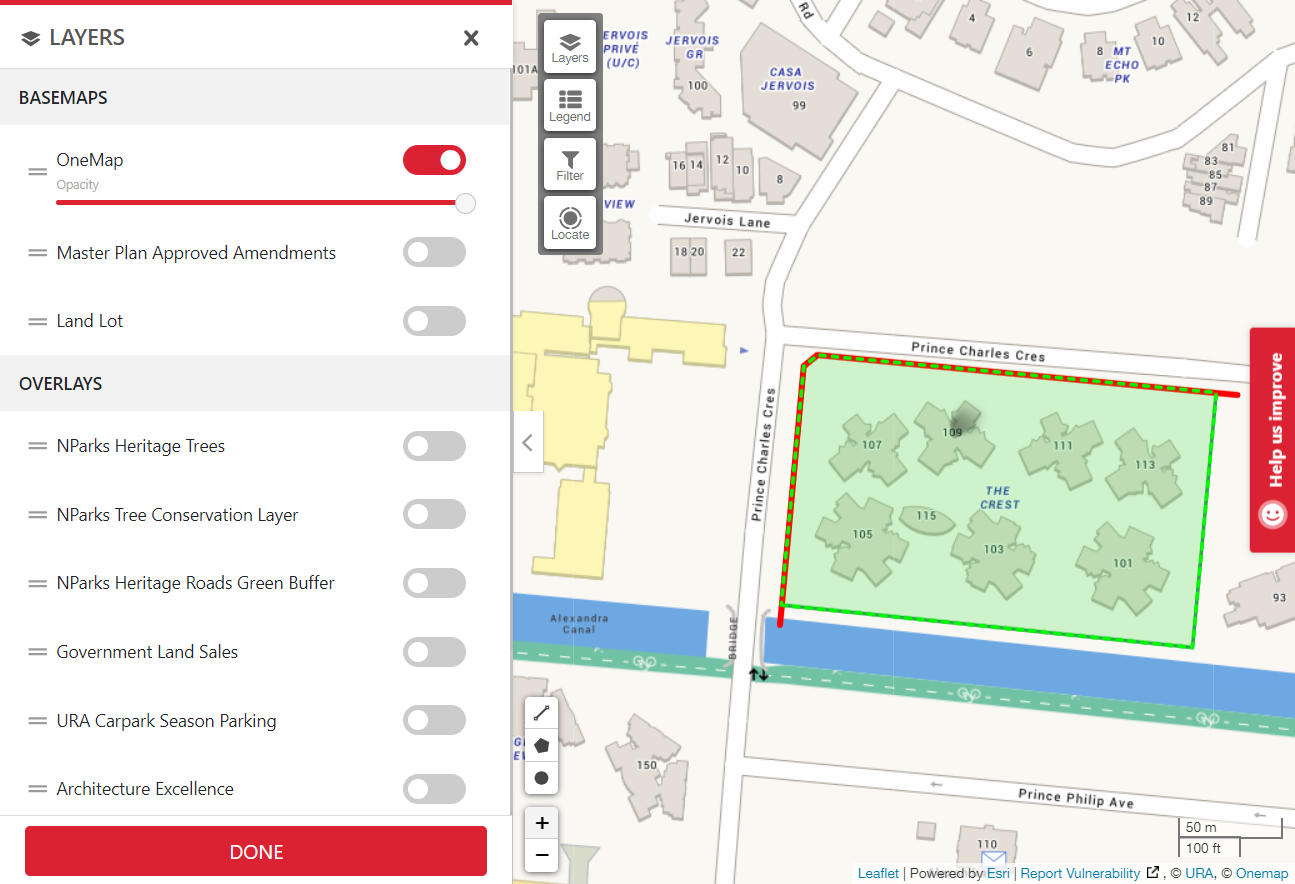 LAYERS
BASEMAPS
OneMap
Opacity
Master Plan Approved Amendments
Land Lot
OVERLAYS
NParks Heritage Trees
NParks Tree Conservation Layer
NParks Heritage Roads Green Buffer
Government Land Sales
URA Carpark Season Parking
Architecture Excellence
DONE
Layers
Legend
Filter
Locate
Rd
4
6
8
10
12
MT
ECHO
PK
ERVOIS
PRIVÉ
(U/C)
JERVOIS
GR
100
101A
CASA
JERVOIS
99
16 14
12
10
8
VIEW
Jervois Lane
18 20
22
81
83
85
87
89
Prince Charles Cres
Prince Charles Cres
107
109
111
113
THE
CREST
115
105
103
101
93
Alexandra
Canal
BRIDGE
150
Prince Philip Ave
110
Help us improve
+
−
50 m
100 ft
Leaflet | Powered by Esri | Report Vulnerability , © URA, © Onemap